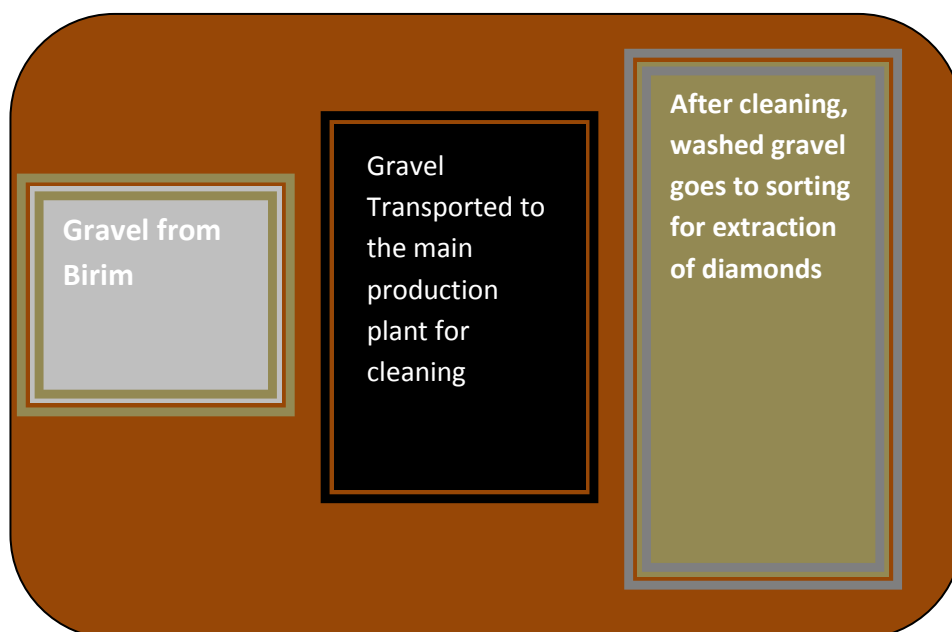 Gravel from
Birim
Gravel
Transported to
the main
production
plant for
cleaning
After cleaning,
washed gravel
goes to sorting
for extraction
of diamonds